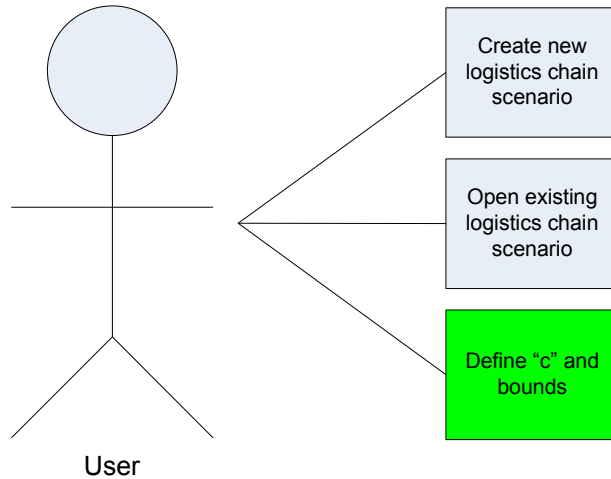 Create new
logistics chain
scenario
Open existing
logistics chain
scenario
Define “c” and
bounds
User